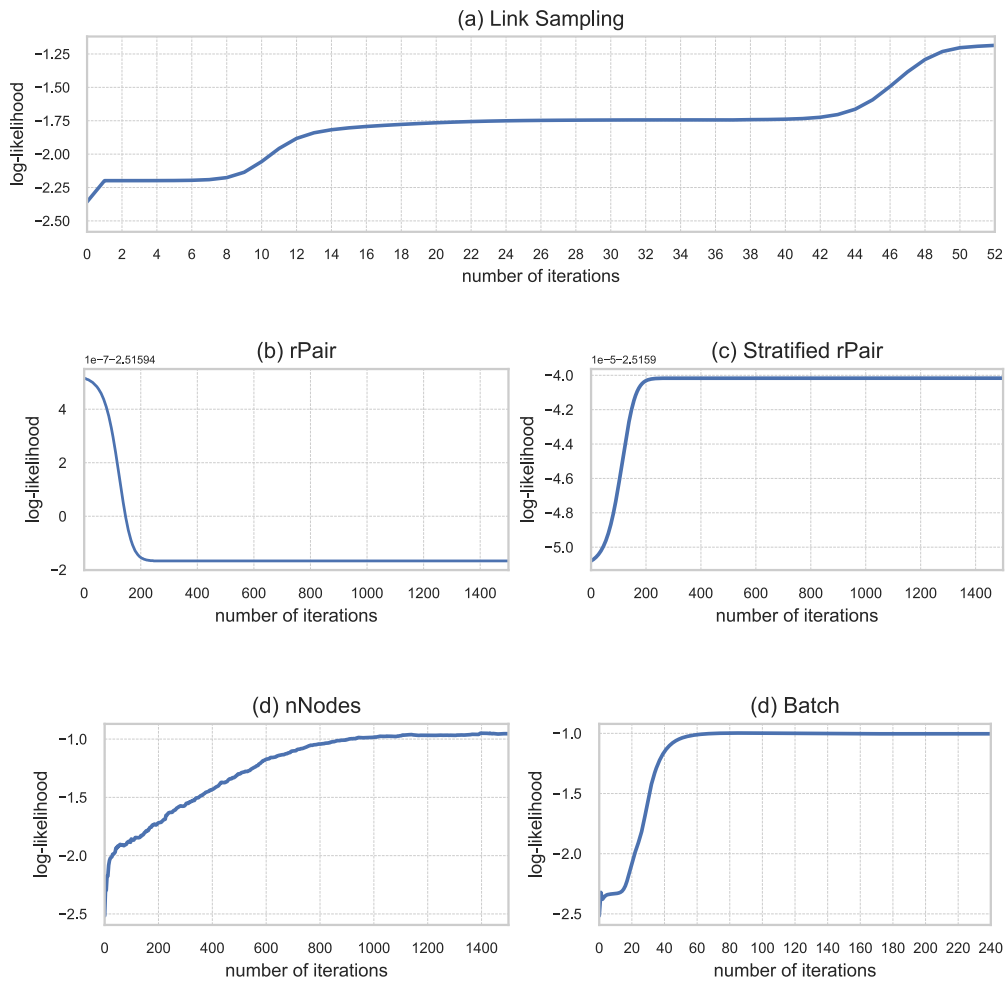 (a) Link Sampling
−1.25
−1.50
−1.75
−2.00
−2.25
−2.50
log-likelihood
0 2 4 6 8 10 12 14 16 18 20 22 24 26 28 30 32 34 36 38 40 42 44 46 48 50 52
number of iterations
(b) rPair
1e−7−2.51594
4
2
0
−2
log-likelihood
0 200 400 600 800 1000 1200 1400
number of iterations
(c) Stratified rPair
1e−5−2.5159
−4.0
−4.2
−4.4
−4.6
−4.8
−5.0
log-likelihood
0 200 400 600 800 1000 1200 1400
number of iterations
(d) nNodes
−1.0
−1.5
−2.0
−2.5
log-likelihood
0 200 400 600 800 1000 1200 1400
number of iterations
(d) Batch
−1.0
−1.5
−2.0
−2.5
log-likelihood
0 20 40 60 80 100 120 140 160 180 200 220 240
number of iterations